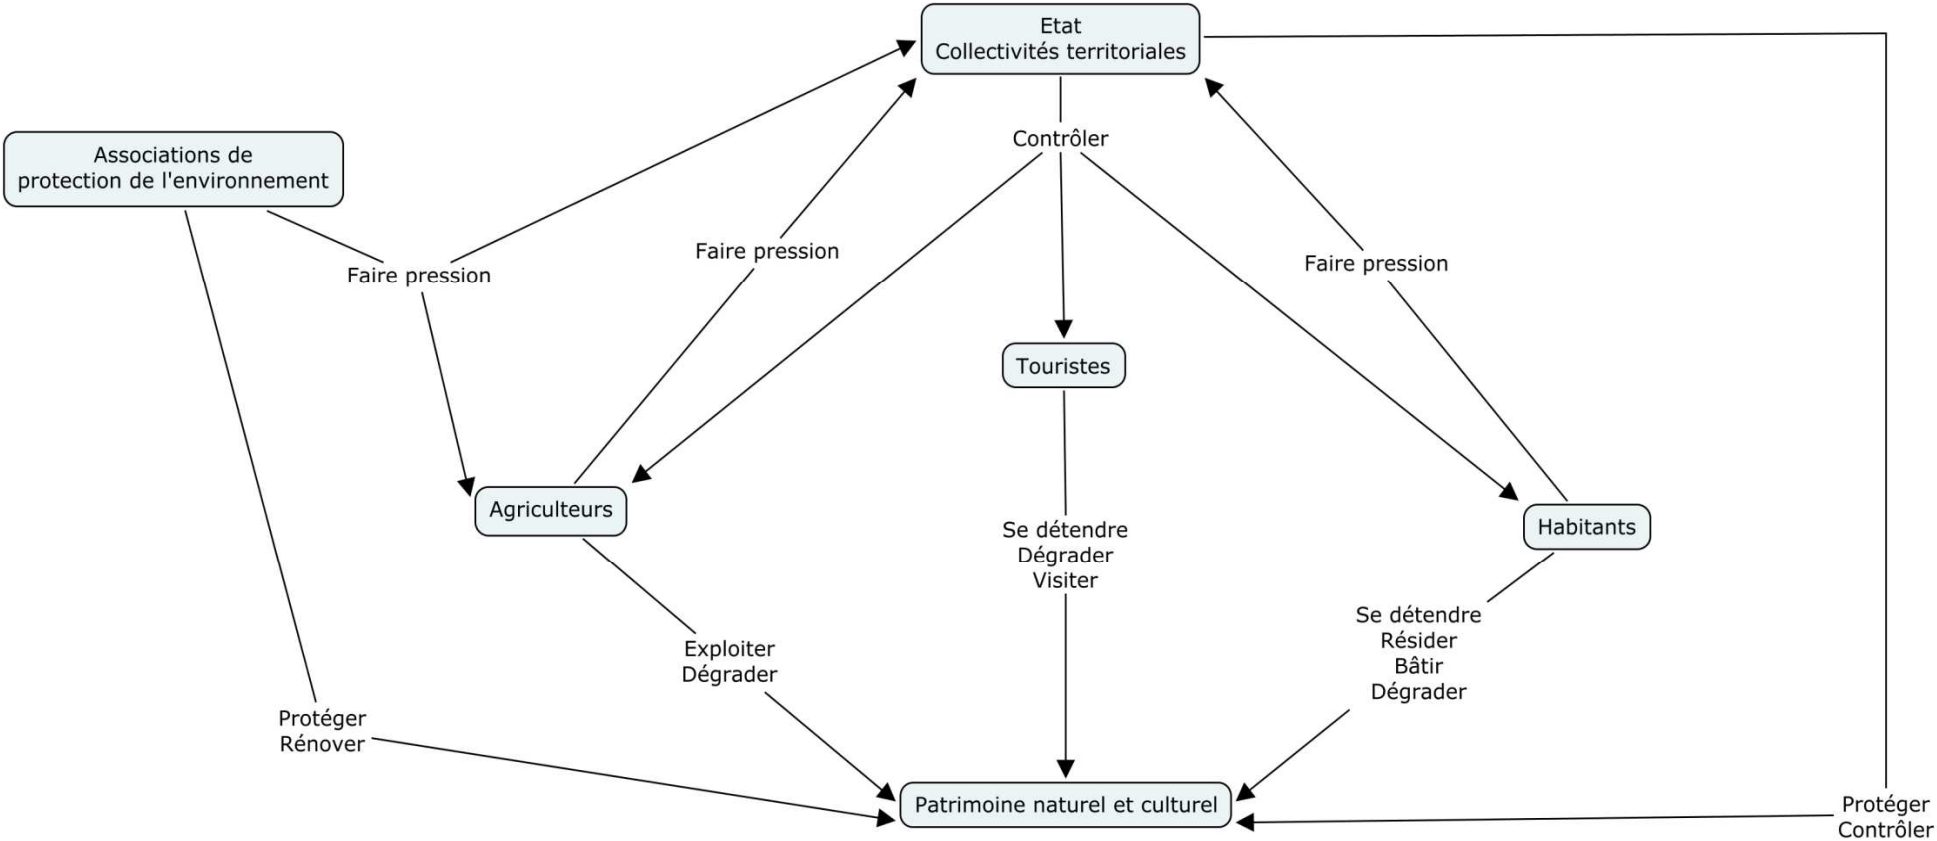 Etat
Collectivités territoriales
Contrôler
Associations de
protection de l'environnement
Faire pression
Faire pression
Faire pression
Touristes
Agriculteurs
Habitants
Se détendre
Dégrader
Visiter
Se détendre
Résider
Bâtir
Dégrader
Exploiter
Dégrader
Protéger
Rénover
Patrimoine naturel et culturel
Protéger
Contrôler